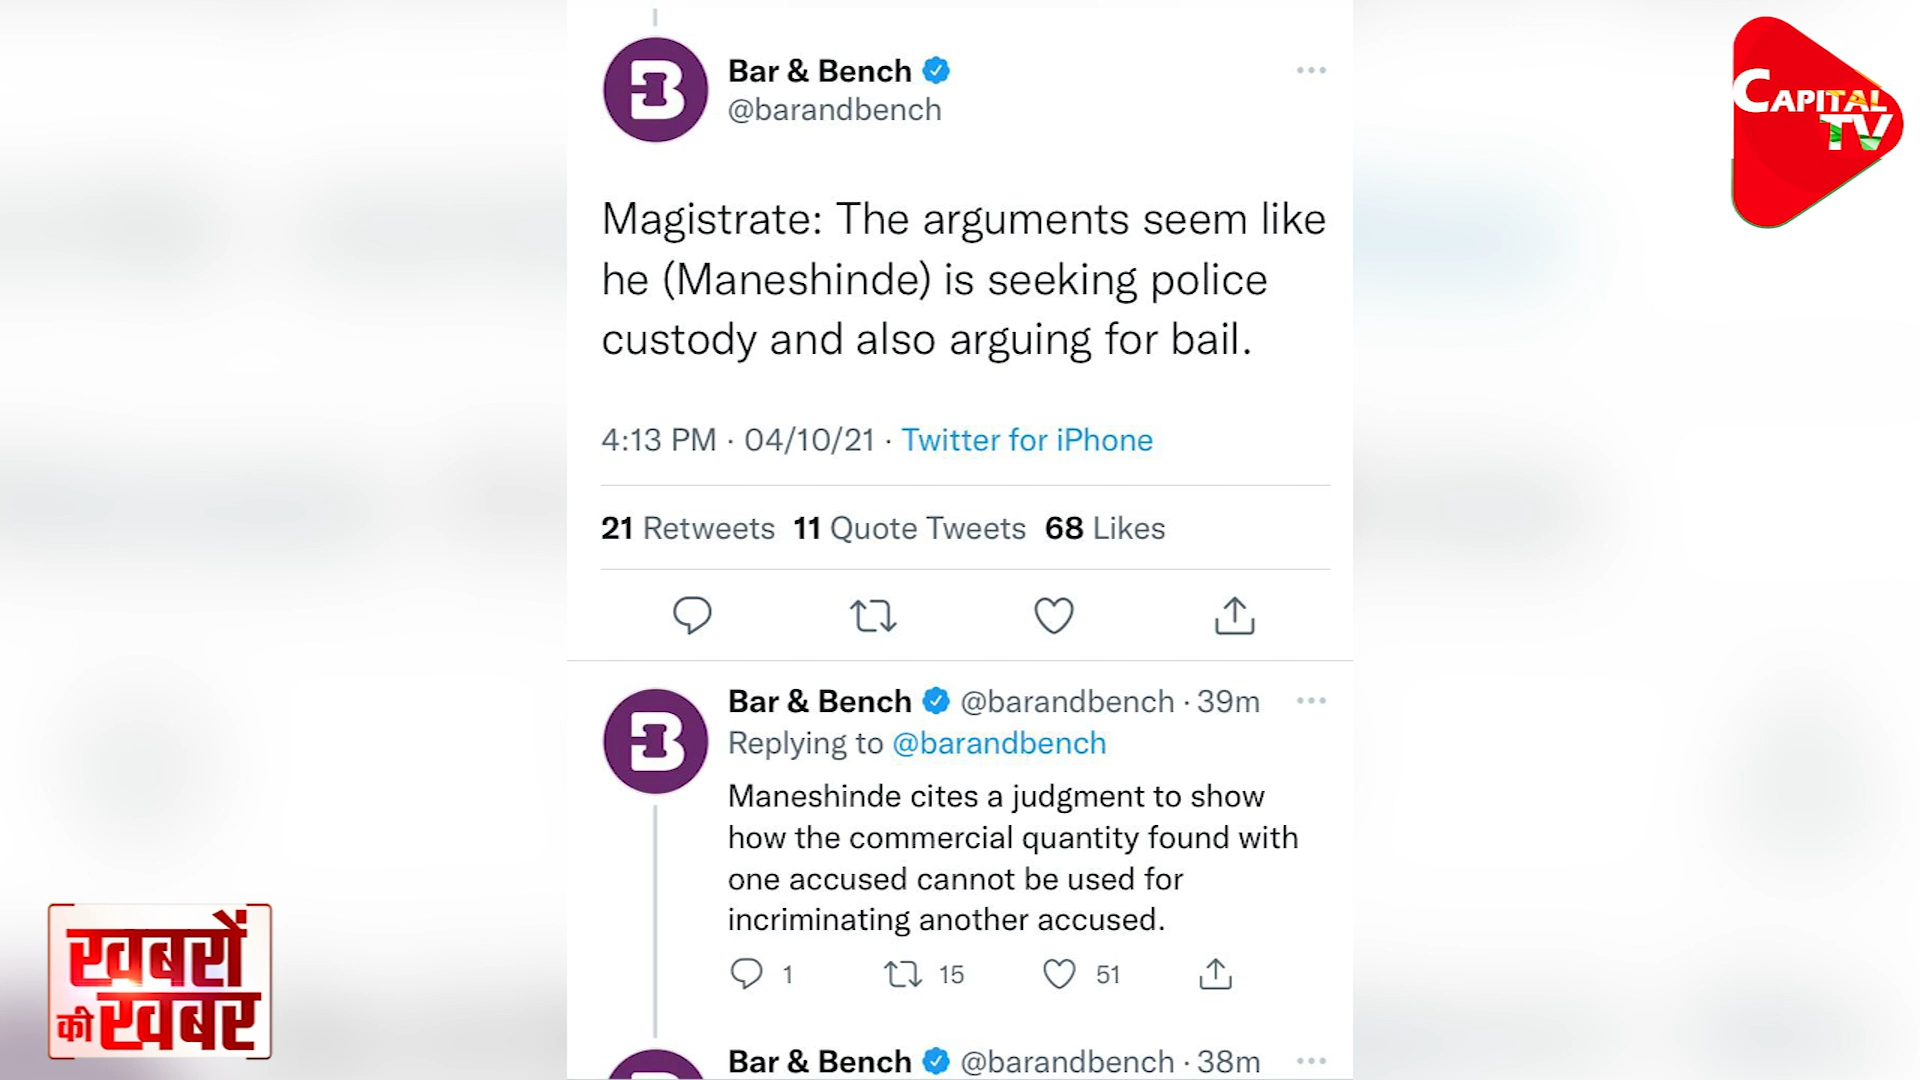 Bar & Bench
@barandbench
CAPITAL
TV
Magistrate: The arguments seem like
he (Maneshinde) is seeking police
custody and also arguing for bail.
4:13 PM · 04/10/21 · Twitter for iPhone
21 Retweets 11 Quote Tweets 68 Likes
Bar & Bench @barandbench · 39m
Replying to @barandbench
Maneshinde cites a judgment to show
how the commercial quantity found with
one accused cannot be used for
incriminating another accused.
1 15 51
Bar & Bench @barandbench · 38m
खबरों
की खबर